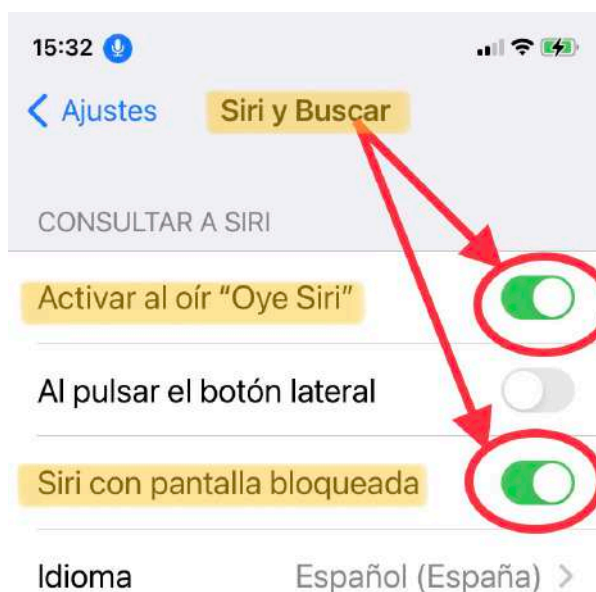 15:32
Ajustes Siri y Buscar
CONSULTAR A SIRI
Activar al oír “Oye Siri”
Al pulsar el botón lateral
Siri con pantalla bloqueada
Idioma Español (España)